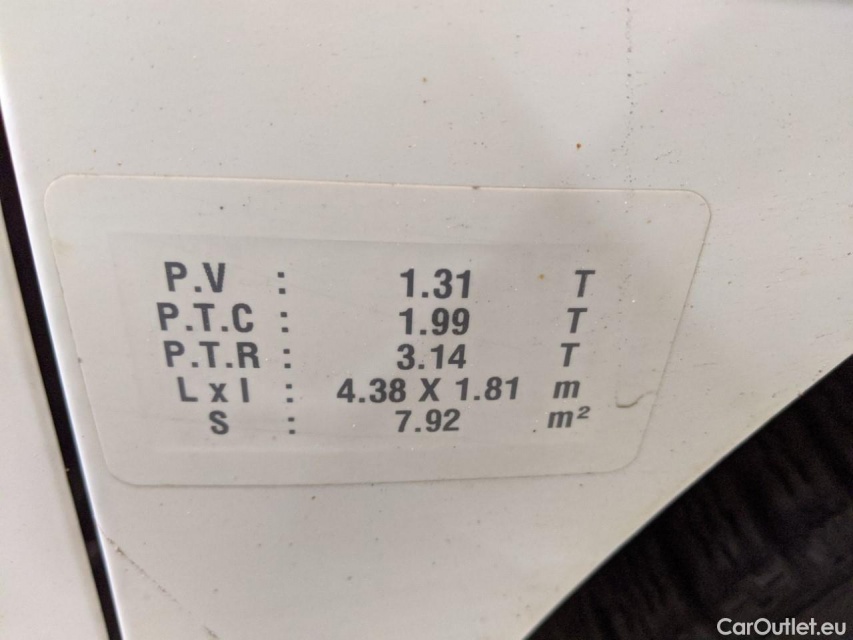 P.V : 1.31 T
P.T.C : 1.99 T
P.T.R : 3.14 T
L x l : 4.38 X 1.81 m
S : 7.92 m²
CarOutlet.eu